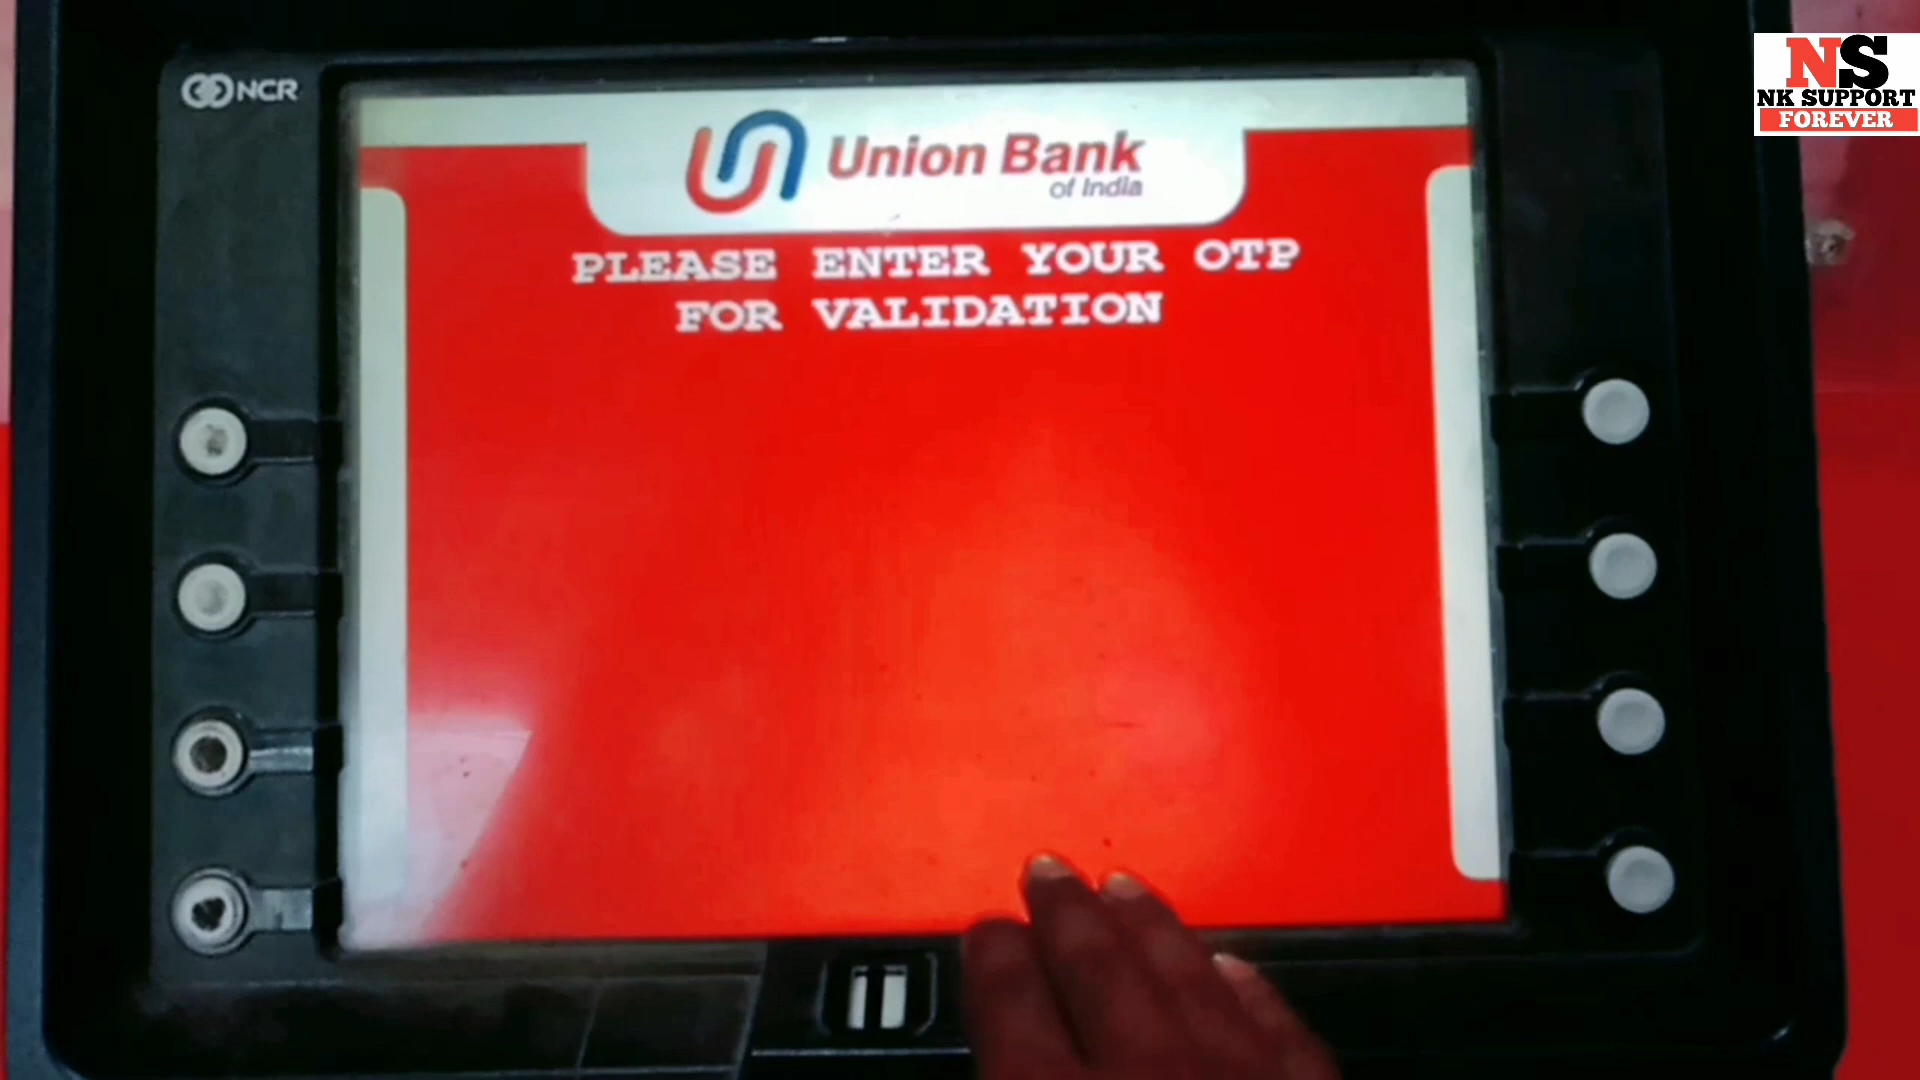 NCR
NS
NK SUPPORT
FOREVER
Union Bank
of India
PLEASE ENTER YOUR OTP
FOR VALIDATION